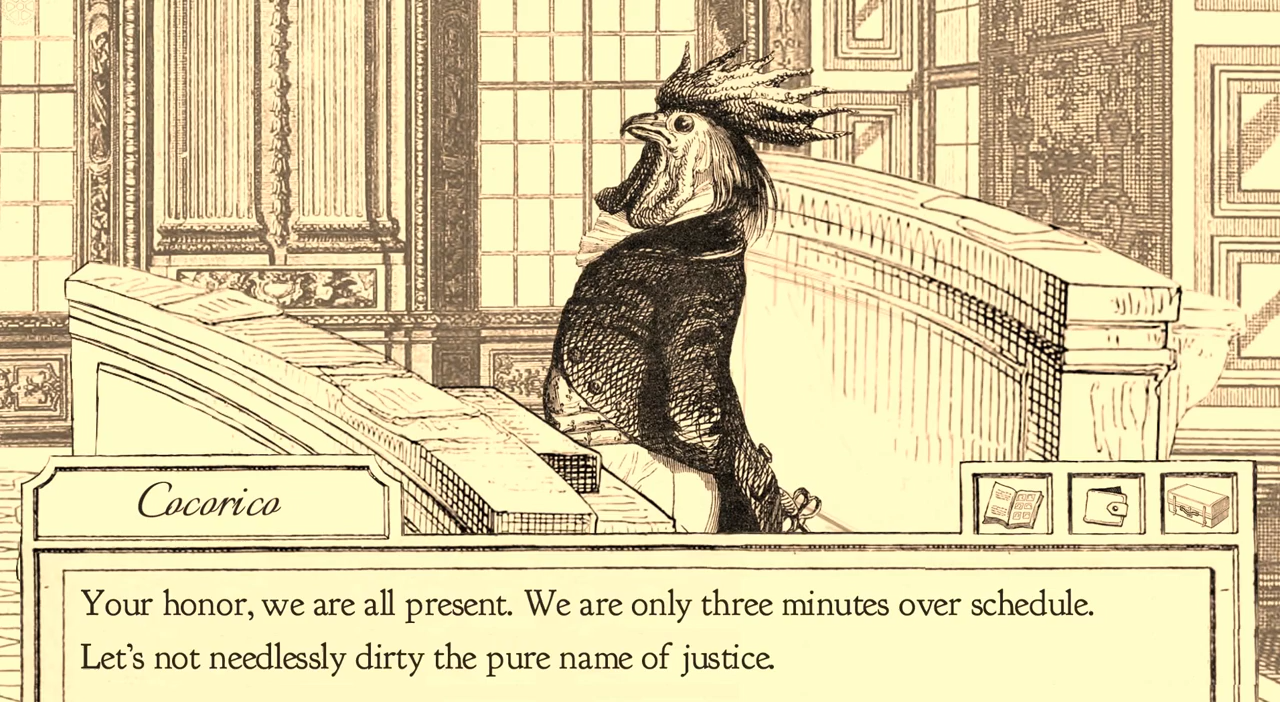 Cocorico
Your honor, we are all present. We are only three minutes over schedule.
Let's not needlessly dirty the pure name of justice.